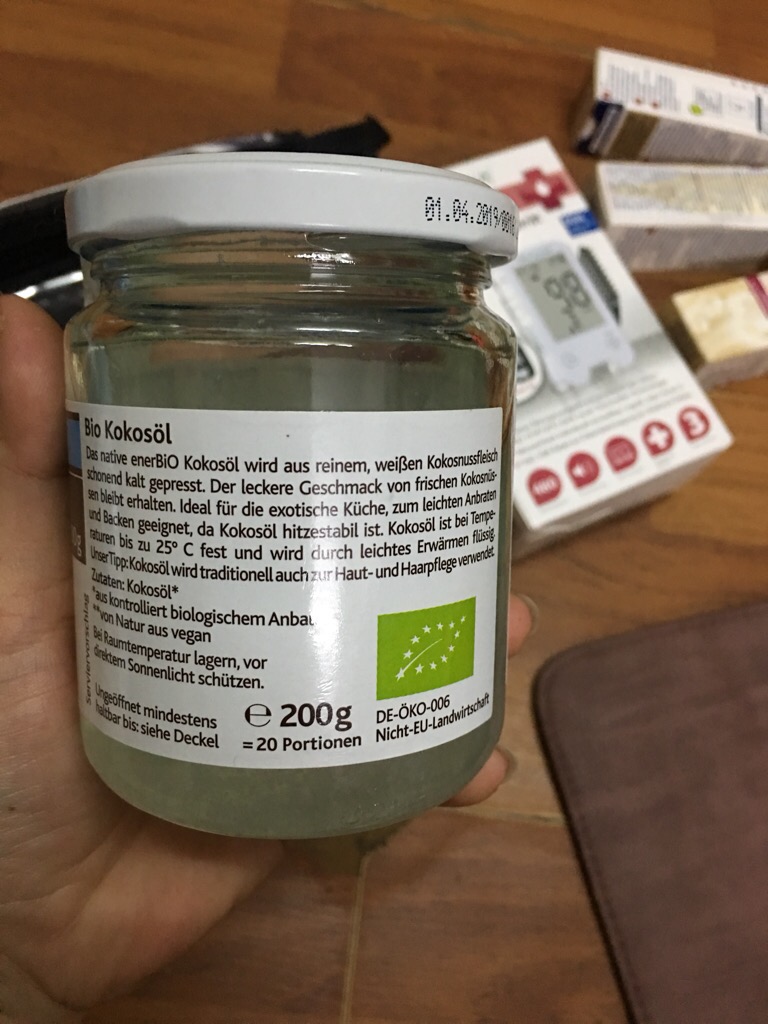 01.04.2019/001
Bio Kokosöl
Das native enerBiO Kokosöl wird aus reinem, weißen Kokosnussfleisch
schonend kalt gepresst. Der leckere Geschmack von frischen Kokosnüs-
sen bleibt erhalten. Ideal für die exotische Küche, zum leichten Anbraten
und Backen geeignet, da Kokosöl hitzestabil ist. Kokosöl ist bei Tempe-
raturen bis zu 25° C fest und wird durch leichtes Erwärmen flüssig.
Unser Tipp: Kokosöl wird traditionell auch zur Haut- und Haarpflege verwendet.
Zutaten: Kokosöl*
*aus kontrolliert biologischem Anbau
**von Natur aus vegan
Bei Raumtemperatur lagern, vor
direktem Sonnenlicht schützen.
Serviervorschlag
Ungeöffnet mindestens
haltbar bis: siehe Deckel
℮ 200g
= 20 Portionen
DE-ÖKO-006
Nicht-EU-Landwirtschaft
98
3